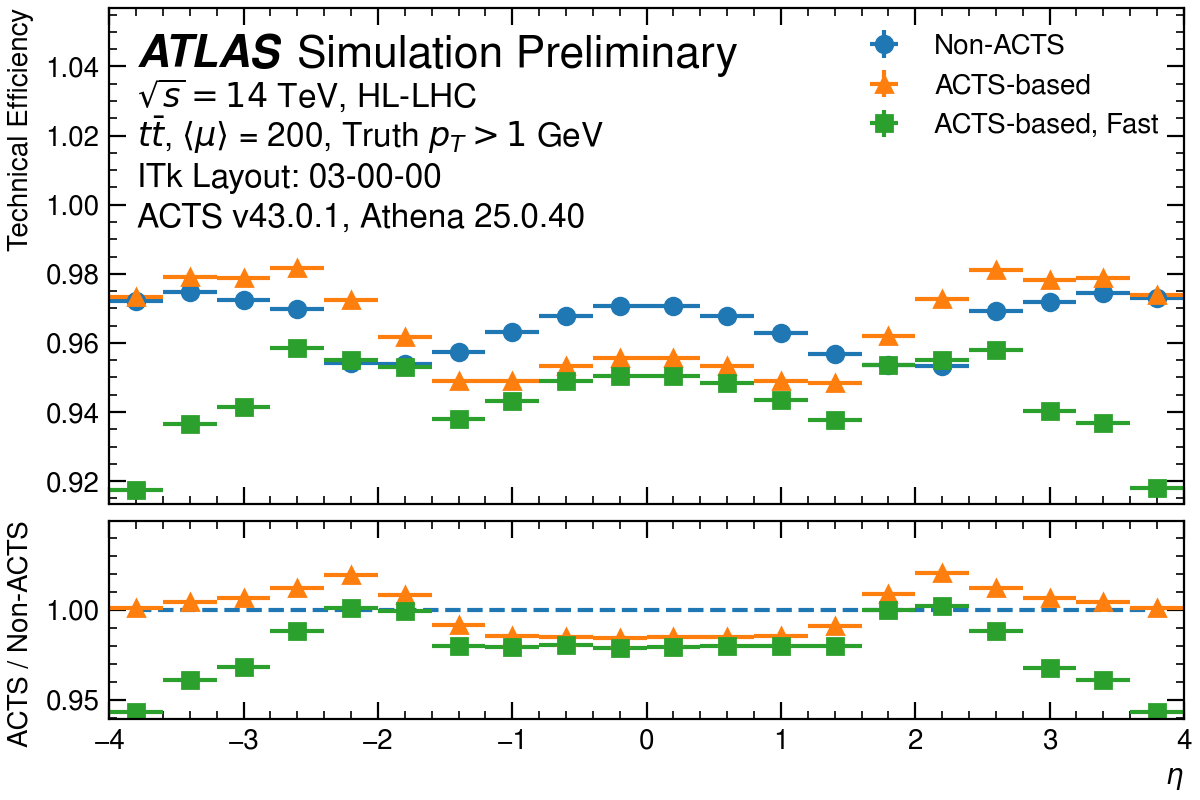 Technical Efficiency
1.04
1.02
1.00
0.98
0.96
0.94
0.92
ATLAS Simulation Preliminary
√s = 14 TeV, HL-LHC
tt̄, ⟨μ⟩ = 200, Truth p_T > 1 GeV
ITk Layout: 03-00-00
ACTS v43.0.1, Athena 25.0.40
Non-ACTS
ACTS-based
ACTS-based, Fast
ACTS / Non-ACTS
1.00
0.95
−4 −3 −2 −1 0 1 2 3 4
η